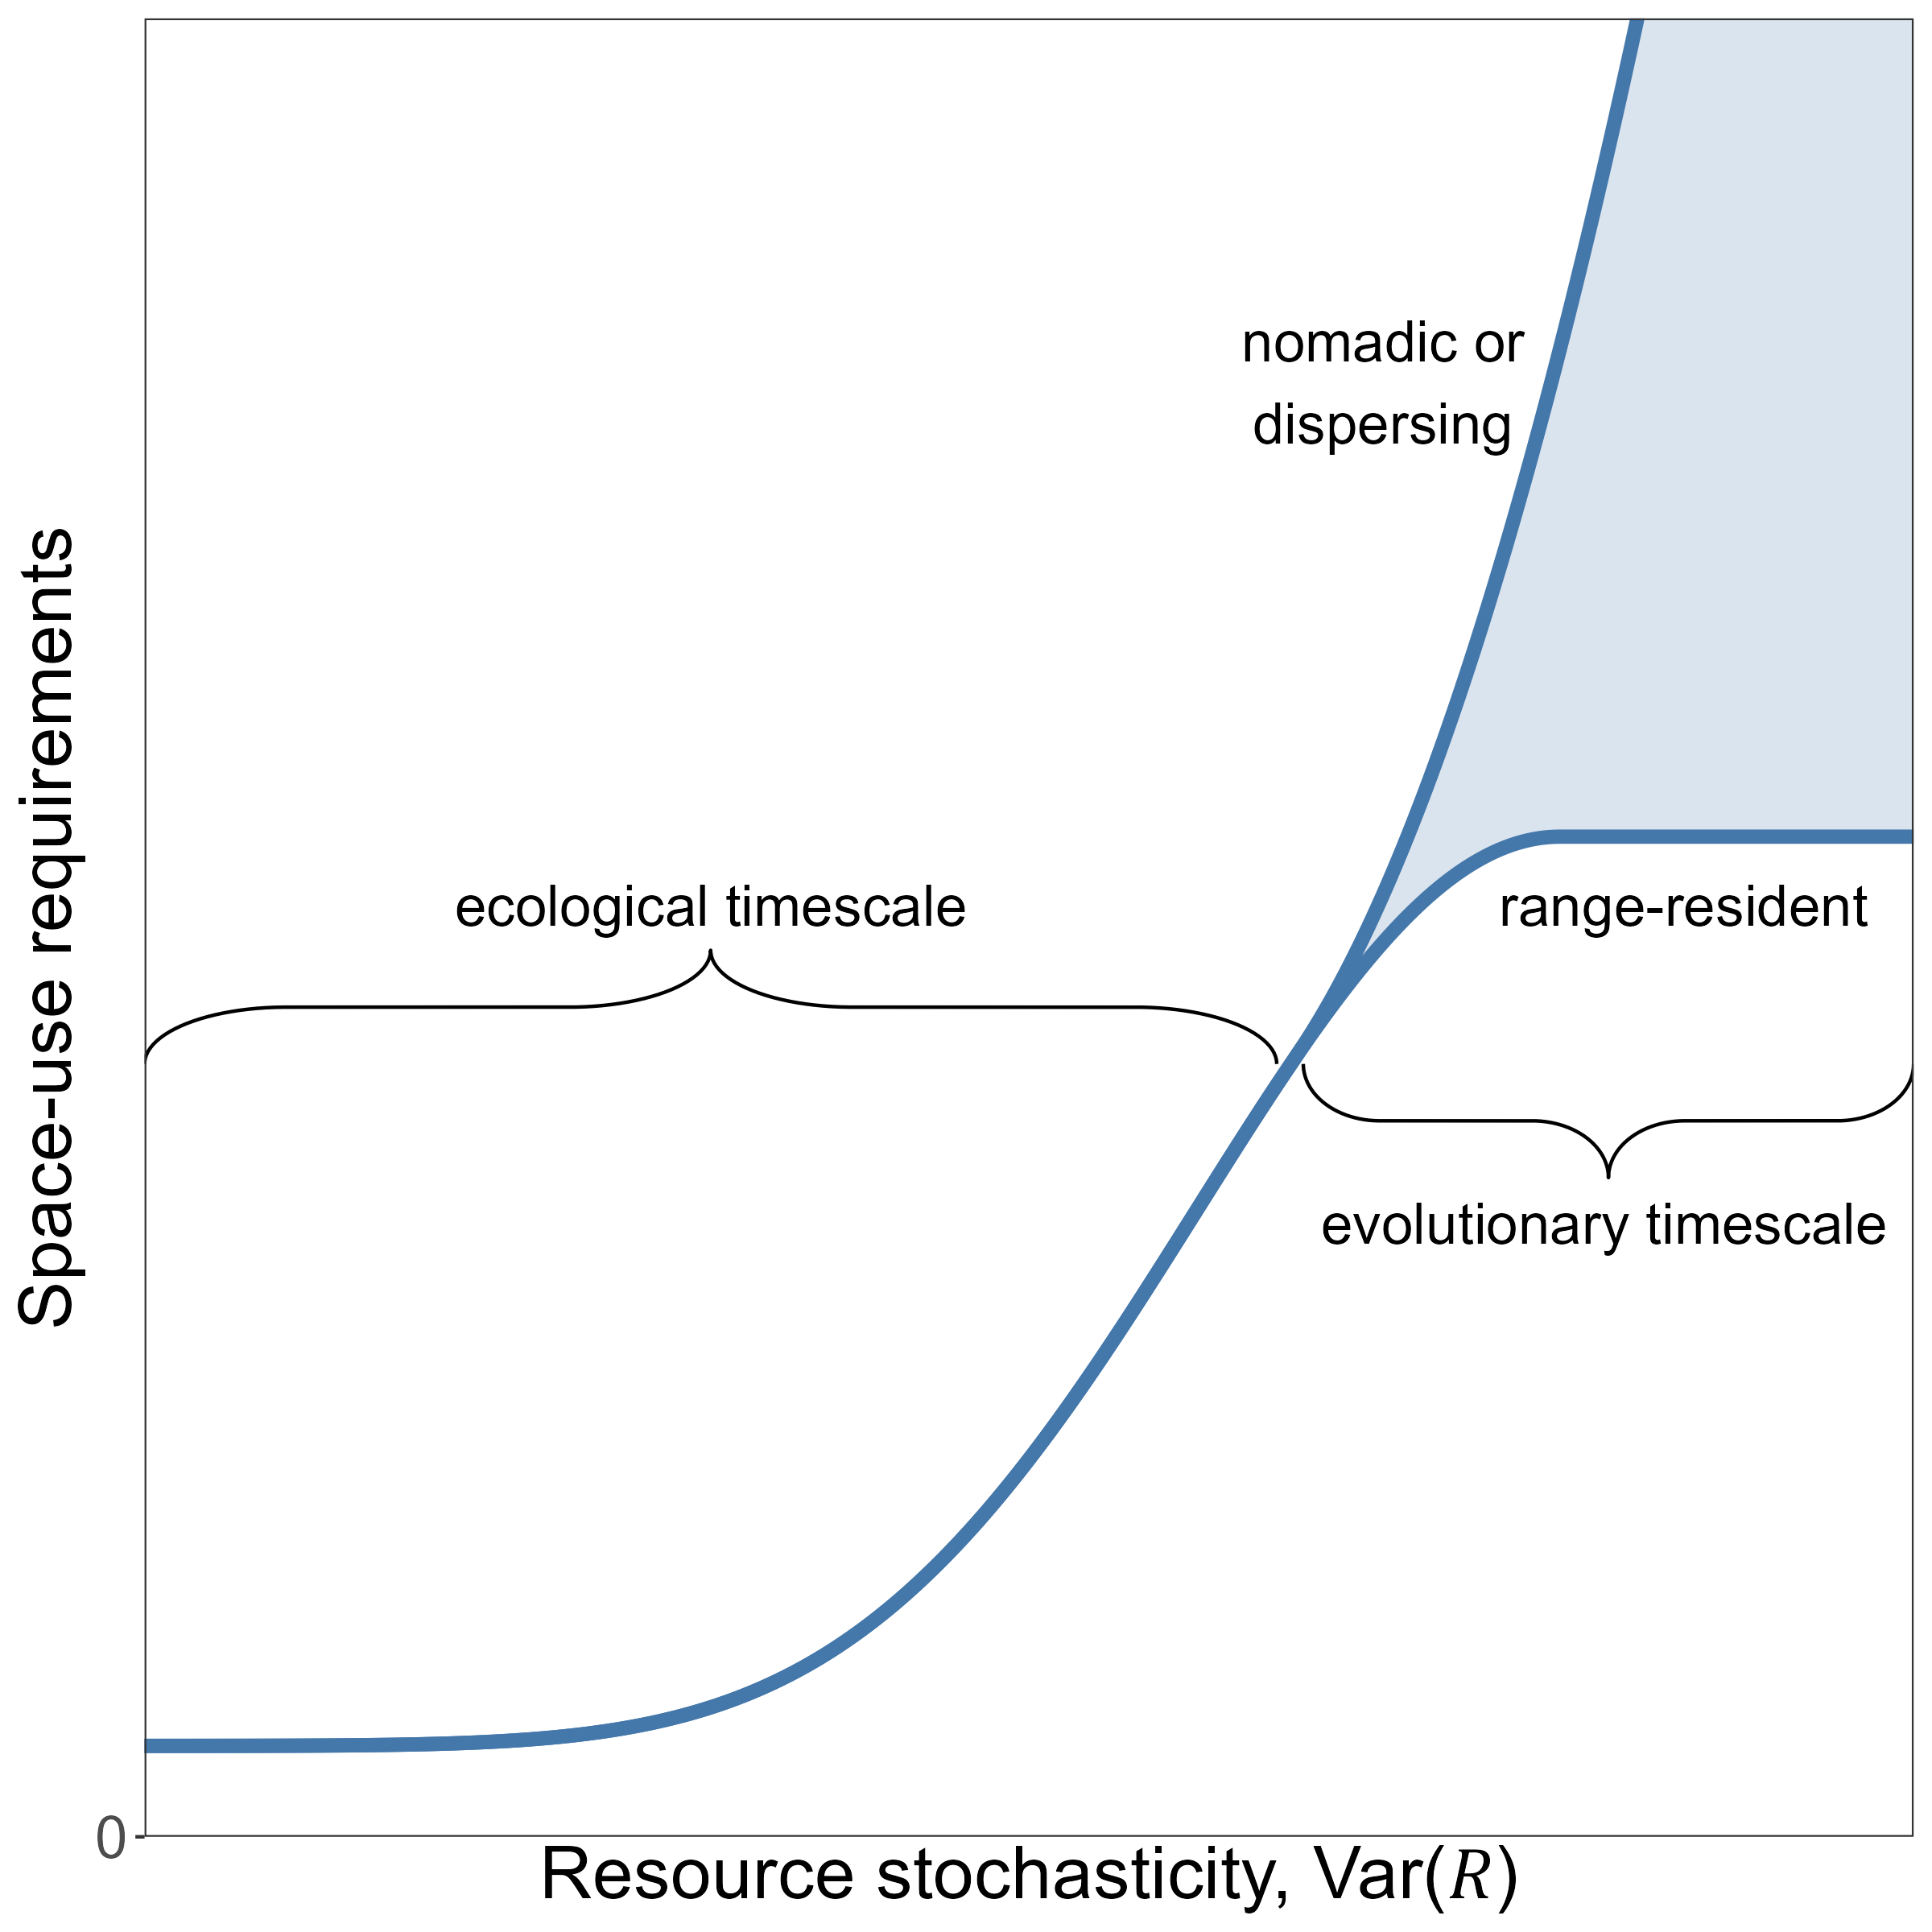 Space-use requirements
nomadic or
dispersing
ecological timescale
range-resident
evolutionary timescale
0
Resource stochasticity, Var(R)